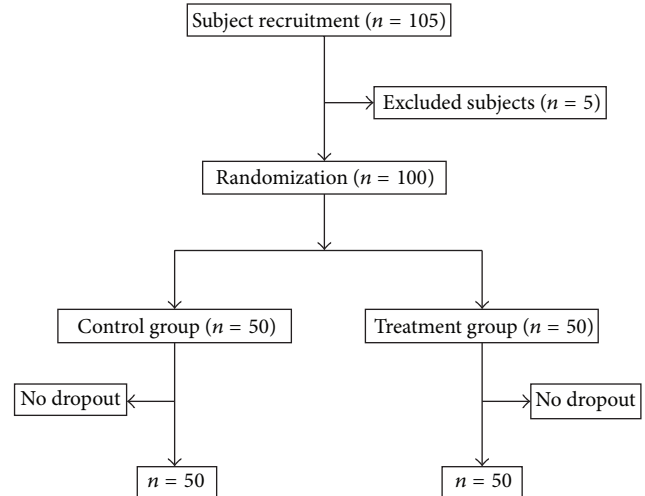 Subject recruitment (n = 105)
Excluded subjects (n = 5)
Randomization (n = 100)
Control group (n = 50)
Treatment group (n = 50)
No dropout
No dropout
n = 50
n = 50